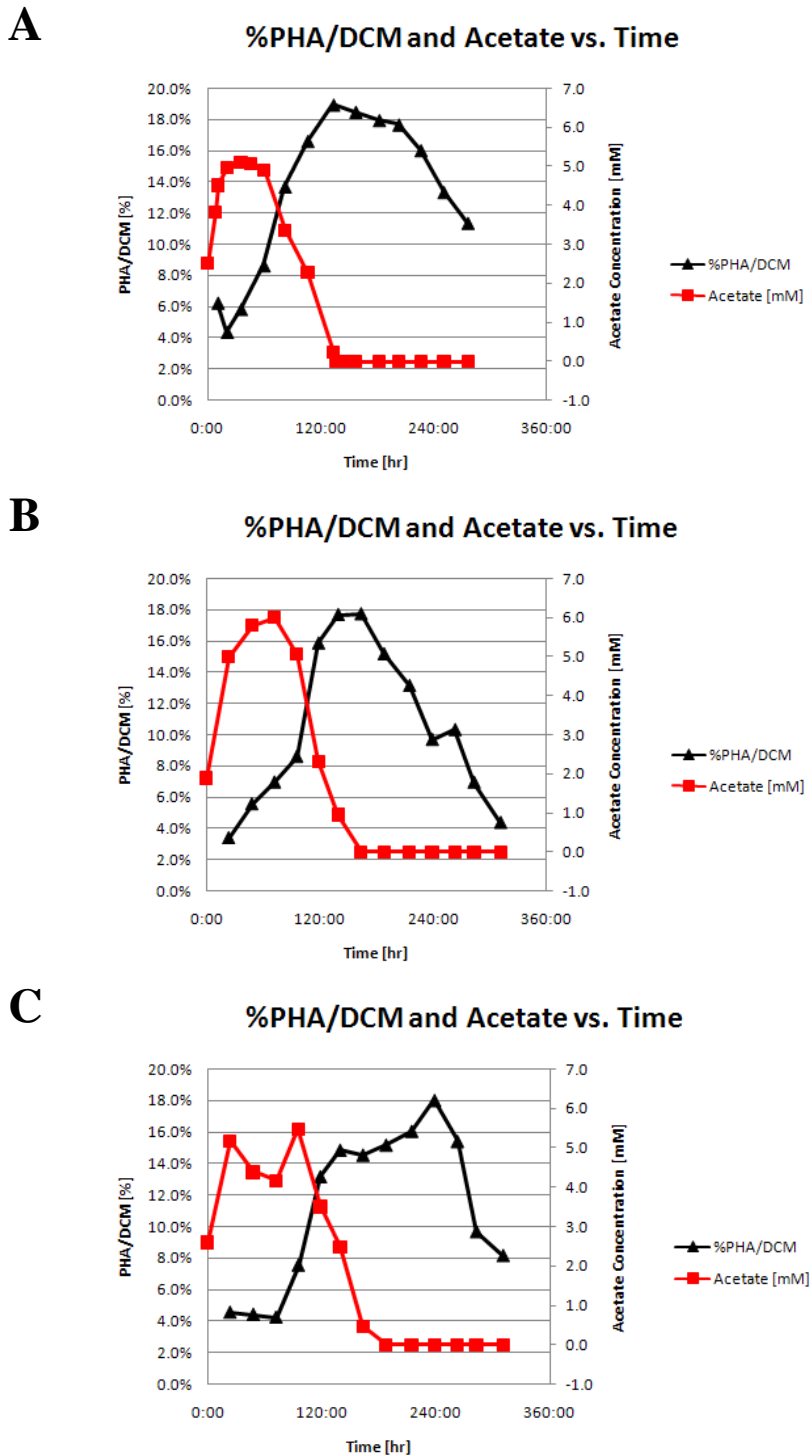 A
%PHA/DCM and Acetate vs. Time
20.0%
18.0%
16.0%
14.0%
12.0%
10.0%
8.0%
6.0%
4.0%
2.0%
0.0%
PHA/DCM [%]
7.0
6.0
5.0
4.0
3.0
2.0
1.0
0.0
-1.0
Acetate Concentration [mM]
%PHA/DCM
Acetate [mM]
0:00 120:00 240:00 360:00
Time [hr]
B
%PHA/DCM and Acetate vs. Time
20.0%
18.0%
16.0%
14.0%
12.0%
10.0%
8.0%
6.0%
4.0%
2.0%
0.0%
PHA/DCM [%]
7.0
6.0
5.0
4.0
3.0
2.0
1.0
0.0
-1.0
Acetate Concentration [mM]
%PHA/DCM
Acetate [mM]
0:00 120:00 240:00 360:00
Time [hr]
C
%PHA/DCM and Acetate vs. Time
20.0%
18.0%
16.0%
14.0%
12.0%
10.0%
8.0%
6.0%
4.0%
2.0%
0.0%
PHA/DCM [%]
7.0
6.0
5.0
4.0
3.0
2.0
1.0
0.0
-1.0
Acetate Concentration [mM]
%PHA/DCM
Acetate [mM]
0:00 120:00 240:00 360:00
Time [hr]